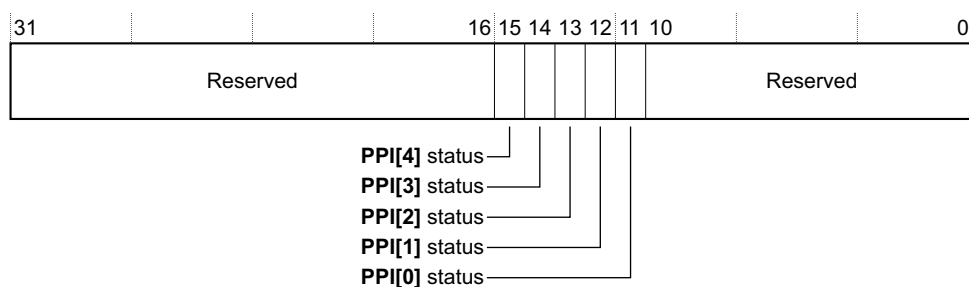 31 16 15 14 13 12 11 10 0
Reserved Reserved
PPI[4] status
PPI[3] status
PPI[2] status
PPI[1] status
PPI[0] status